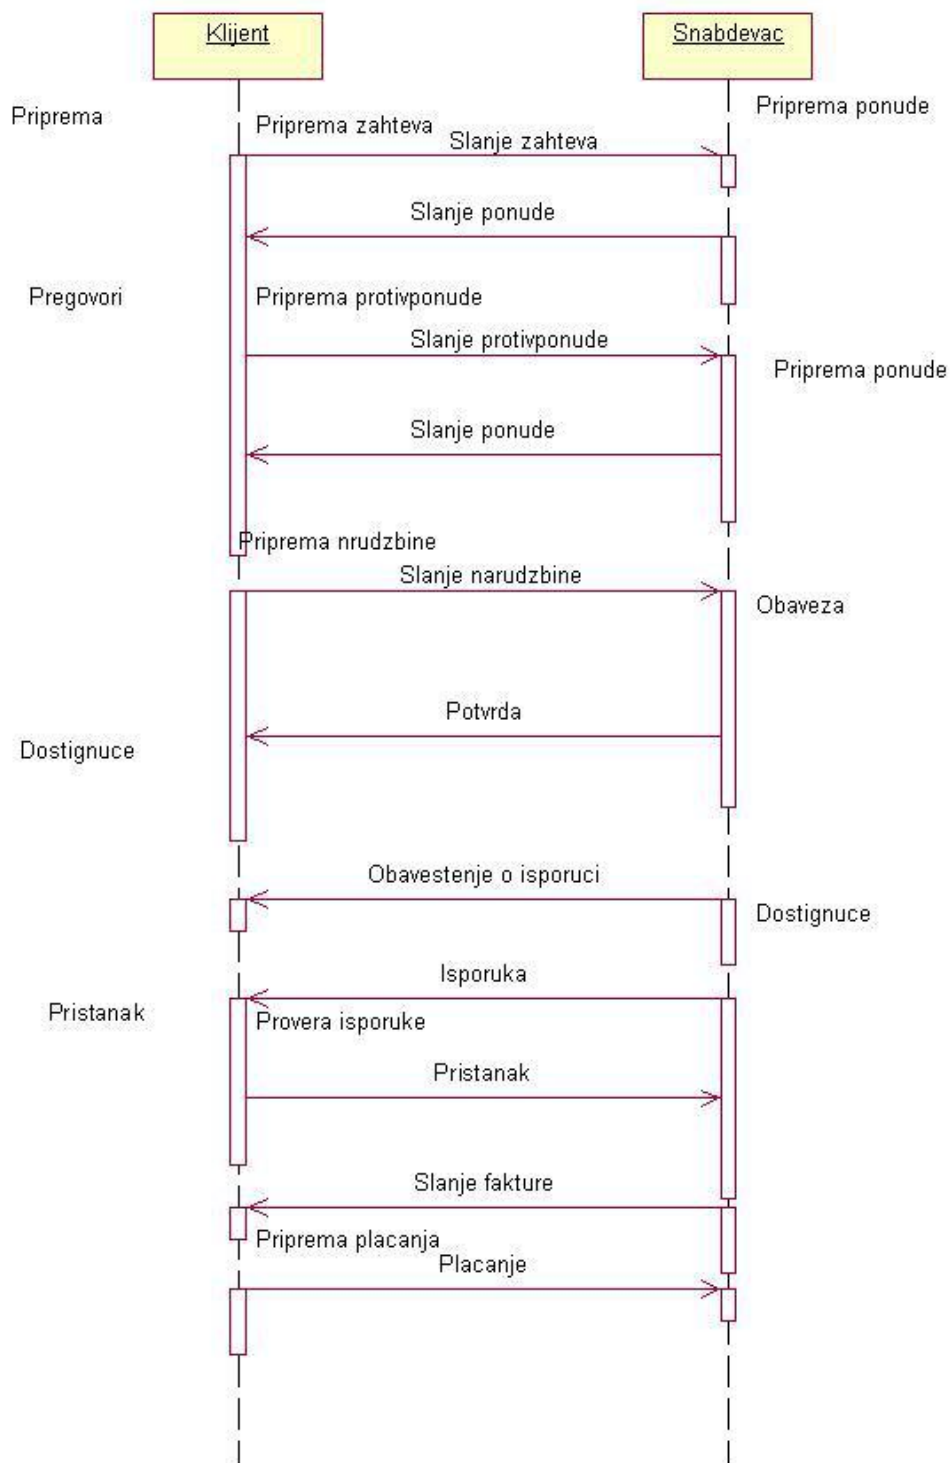 Klijent
Snabdevac
Priprema
Priprema ponude
Priprema zahteva
Slanje zahteva
Slanje ponude
Pregovori
Priprema protivponude
Slanje protivponude
Priprema ponude
Slanje ponude
Priprema nrudzbine
Slanje narudzbine
Obaveza
Potvrda
Dostignuce
Obavestenje o isporuci
Dostignuce
Isporuka
Pristanak
Provera isporuke
Pristanak
Slanje fakture
Priprema placanja
Placanje